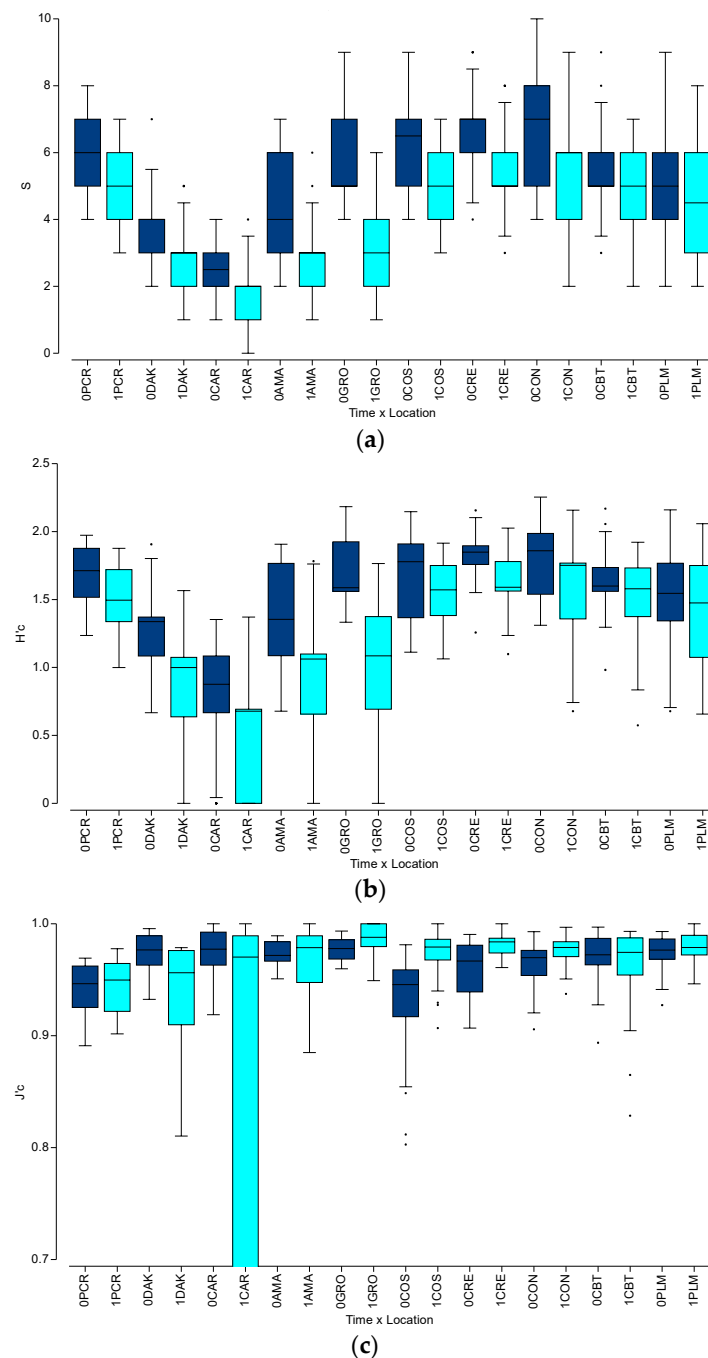 10
8
6
S
4
2
0
0PCR 1PCR 0DAK 1DAK 0CAR 1CAR 0AMA 1AMA 0GRO 1GRO 0COS 1COS 0CRE 1CRE 0CON 1CON 0CBT 1CBT 0PLM 1PLM
Time x Location
(a)
2.5
2.0
1.5
H'c
1.0
0.5
0
0PCR 1PCR 0DAK 1DAK 0CAR 1CAR 0AMA 1AMA 0GRO 1GRO 0COS 1COS 0CRE 1CRE 0CON 1CON 0CBT 1CBT 0PLM 1PLM
Time x Location
(b)
1.0
0.9
J'c
0.8
0.7
0PCR 1PCR 0DAK 1DAK 0CAR 1CAR 0AMA 1AMA 0GRO 1GRO 0COS 1COS 0CRE 1CRE 0CON 1CON 0CBT 1CBT 0PLM 1PLM
Time x Location
(c)